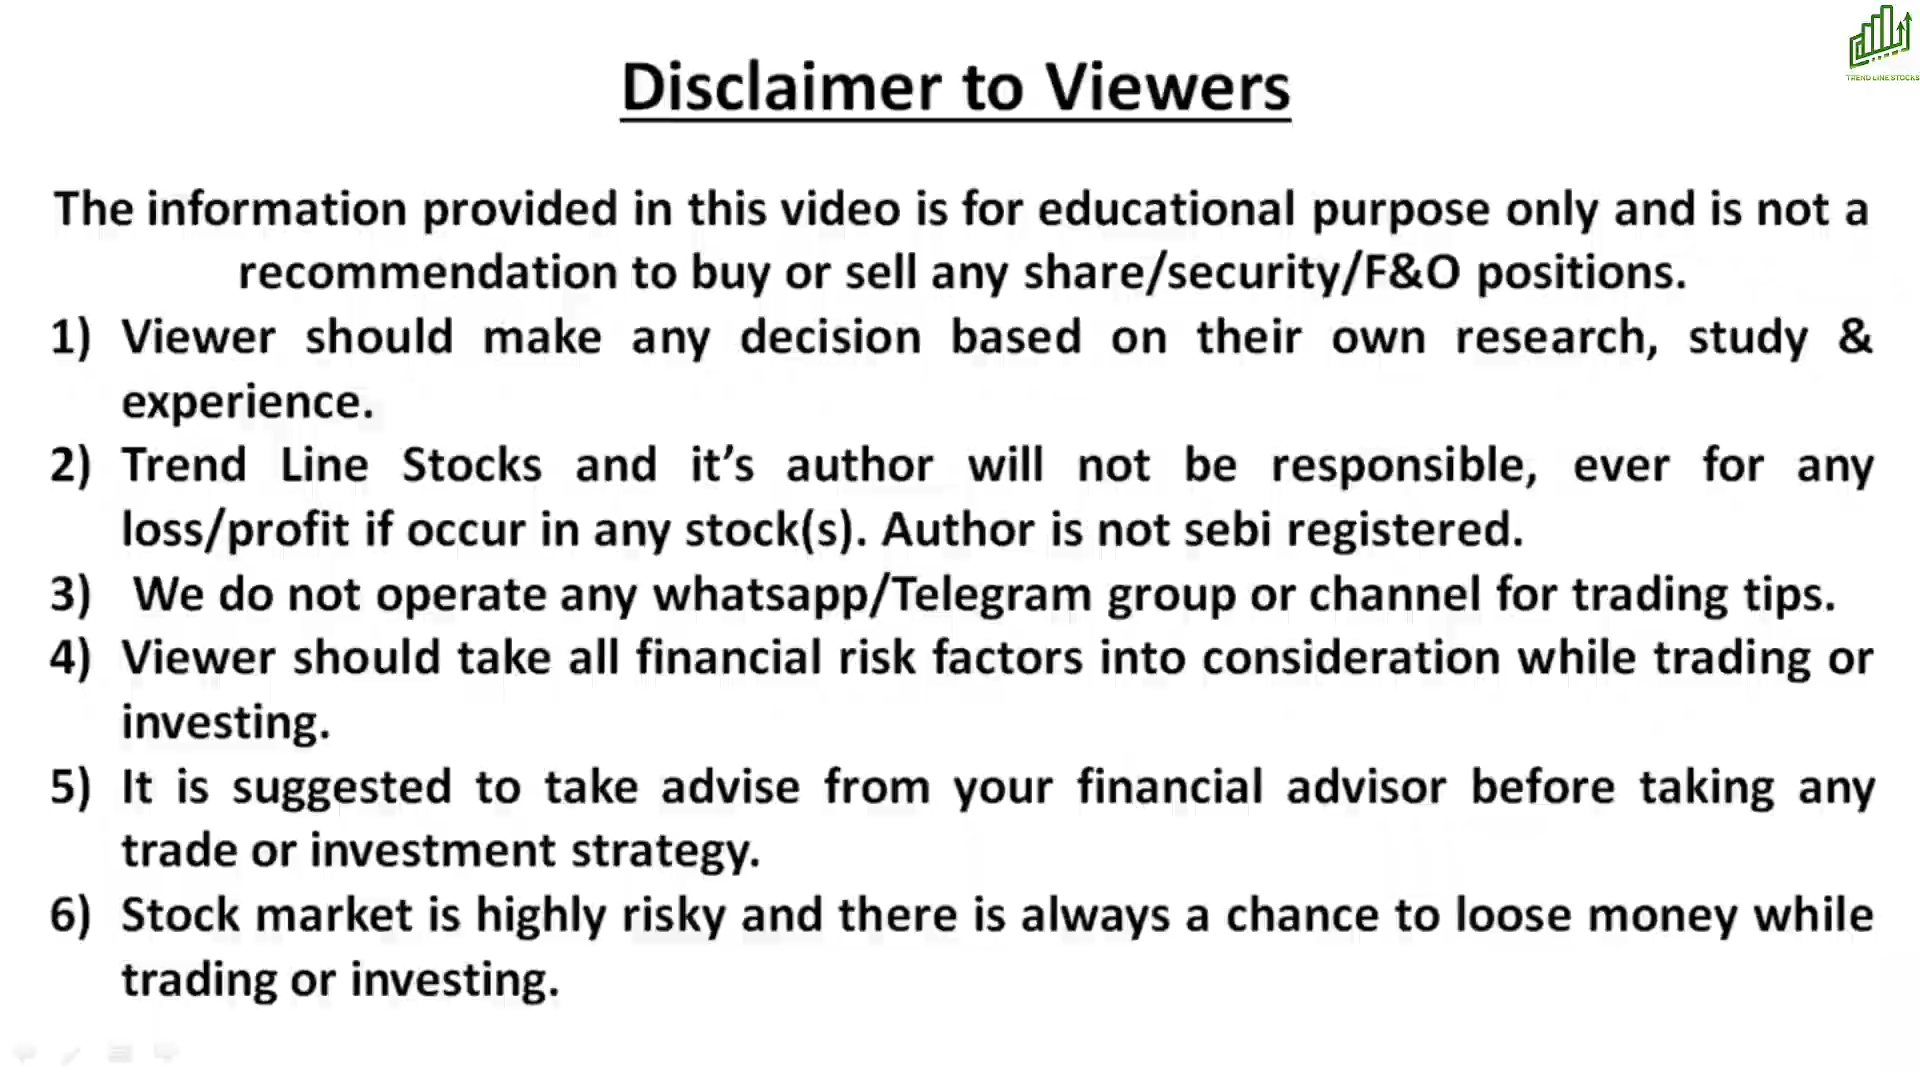 TREND LINE STOCKS
Disclaimer to Viewers
The information provided in this video is for educational purpose only and is not a
recommendation to buy or sell any share/security/F&O positions.
1) Viewer should make any decision based on their own research, study &
experience.
2) Trend Line Stocks and it’s author will not be responsible, ever for any
loss/profit if occur in any stock(s). Author is not sebi registered.
3) We do not operate any whatsapp/Telegram group or channel for trading tips.
4) Viewer should take all financial risk factors into consideration while trading or
investing.
5) It is suggested to take advise from your financial advisor before taking any
trade or investment strategy.
6) Stock market is highly risky and there is always a chance to loose money while
trading or investing.